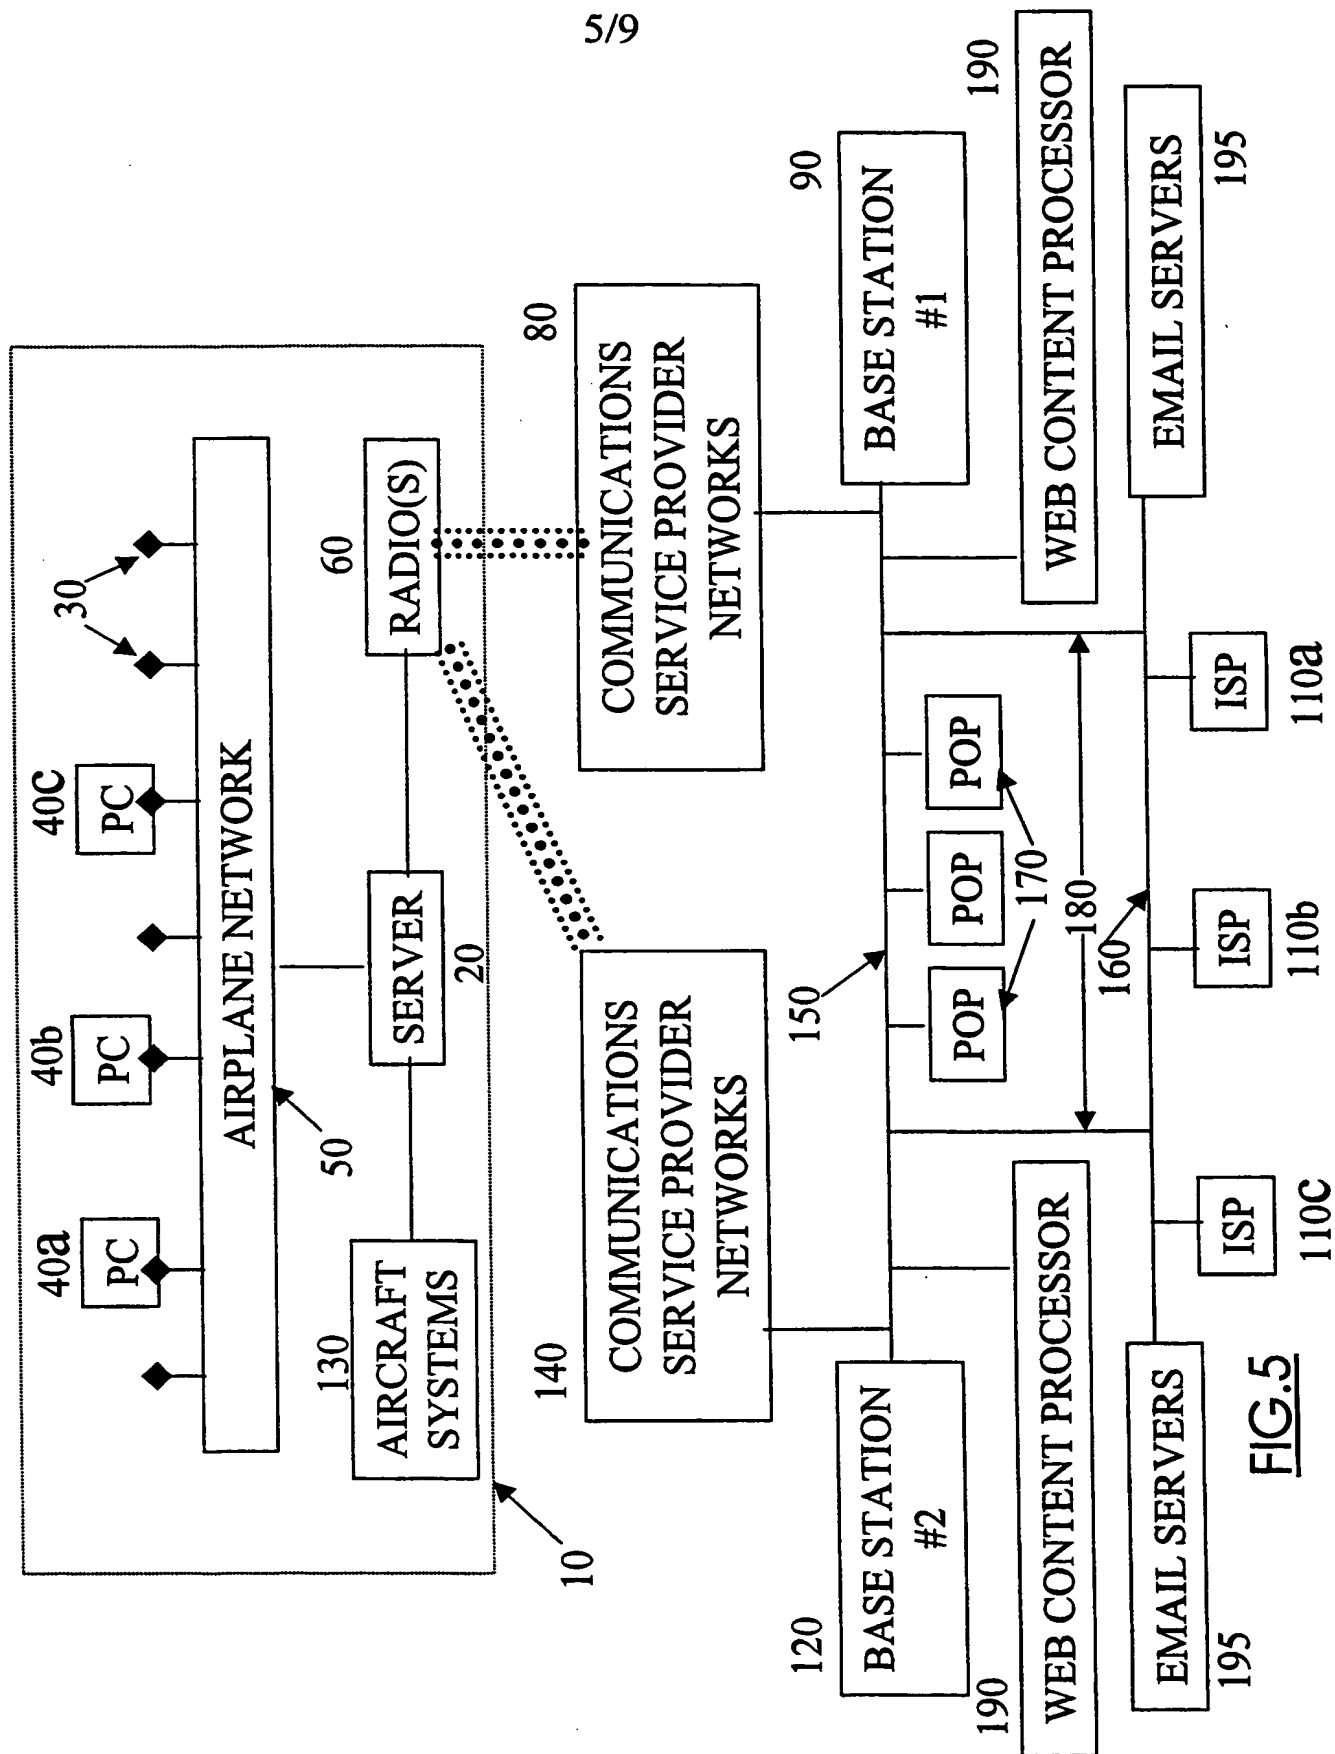 5/9
40a
40b
40c
30
PC
PC
PC
AIRPLANE NETWORK
50
130
20
60
AIRCRAFT
SYSTEMS
SERVER
RADIO(S)
10
140
80
COMMUNICATIONS
SERVICE PROVIDER
NETWORKS
COMMUNICATIONS
SERVICE PROVIDER
NETWORKS
120
150
90
BASE STATION
#2
BASE STATION
#1
POP
POP
POP
170
190
180
190
WEB CONTENT PROCESSOR
WEB CONTENT PROCESSOR
160
EMAIL SERVERS
EMAIL SERVERS
195
195
ISP
ISP
ISP
110c
110b
110a
FIG.5